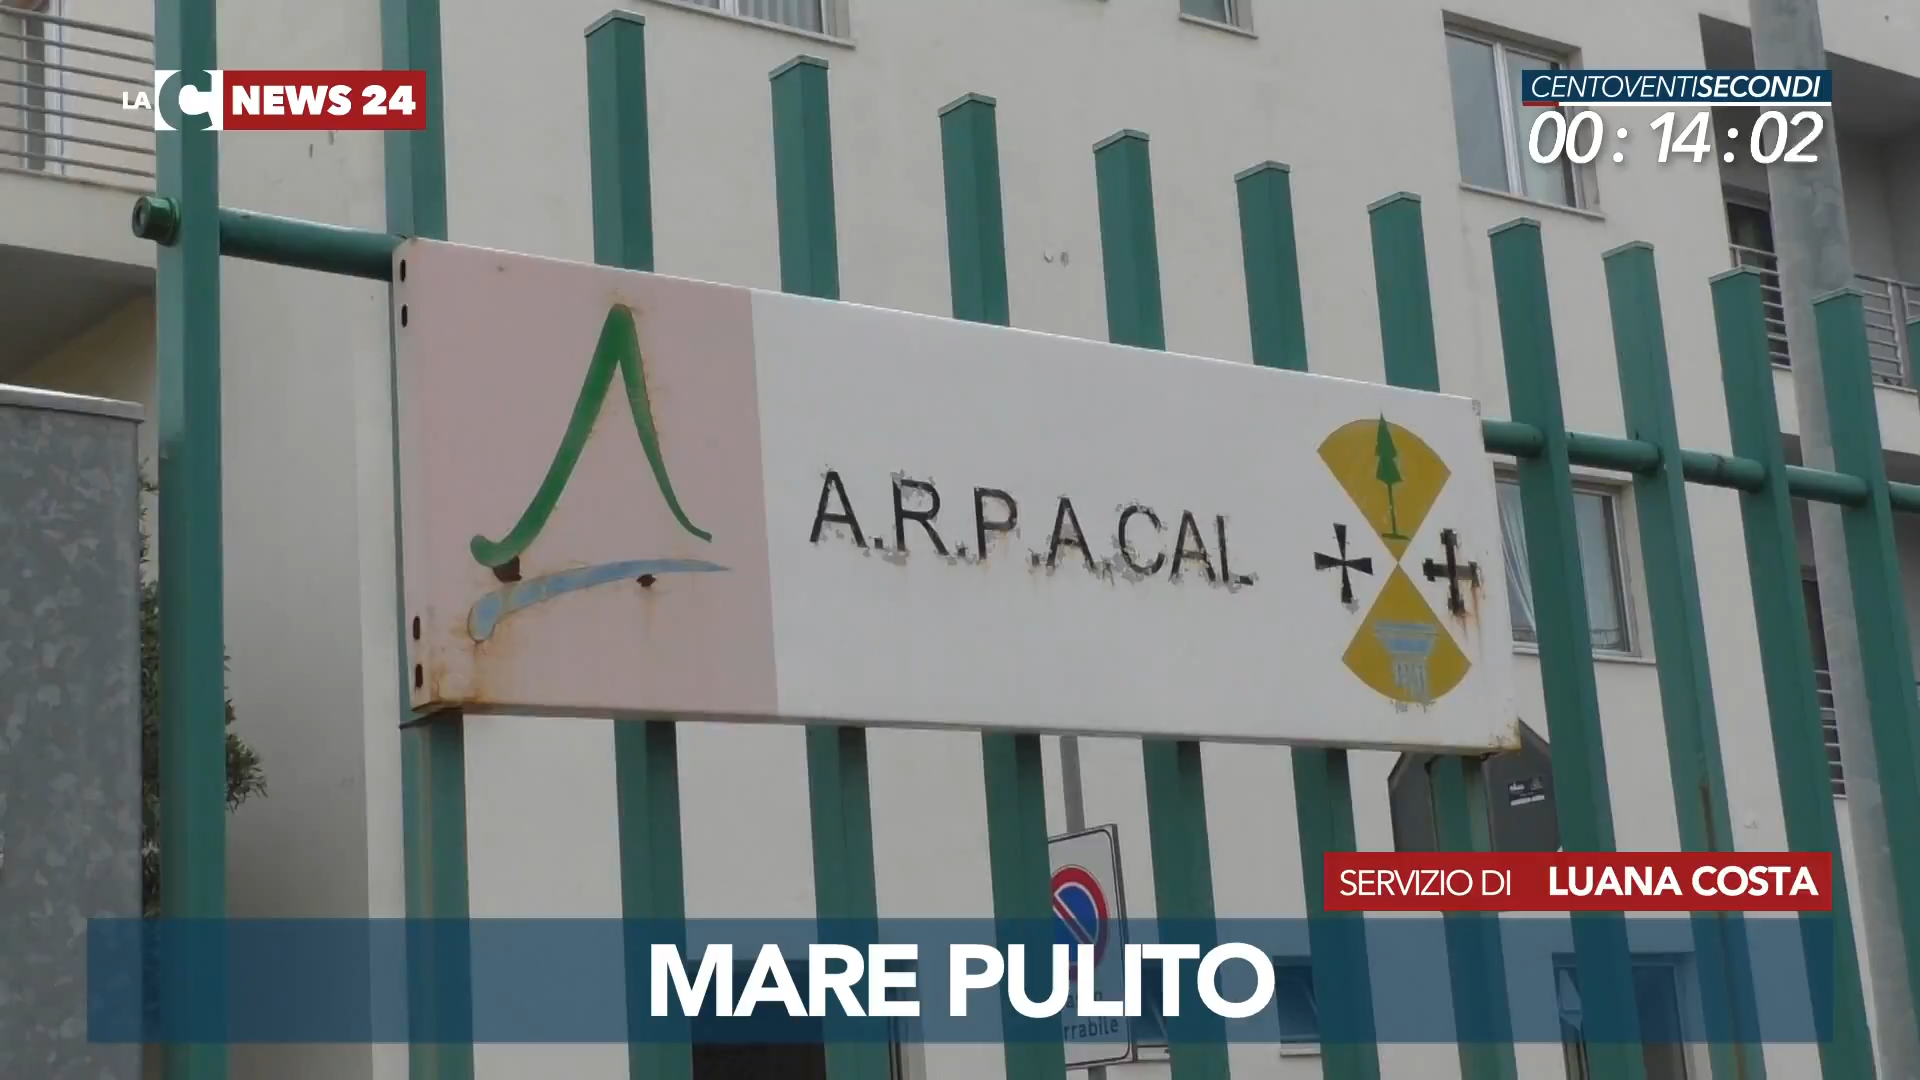 LA C NEWS 24
CENTOVENTISECONDI
00 : 14 : 02
A.R.P.A.CAL
SERVIZIO DI LUANA COSTA
MARE PULITO